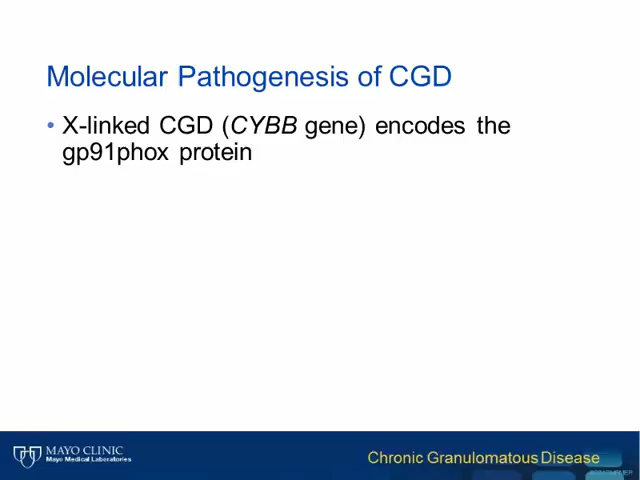 Molecular Pathogenesis of CGD
• X-linked CGD (CYBB gene) encodes the
gp91phox protein
MAYO CLINIC
Mayo Medical Laboratories
Chronic Granulomatous Disease